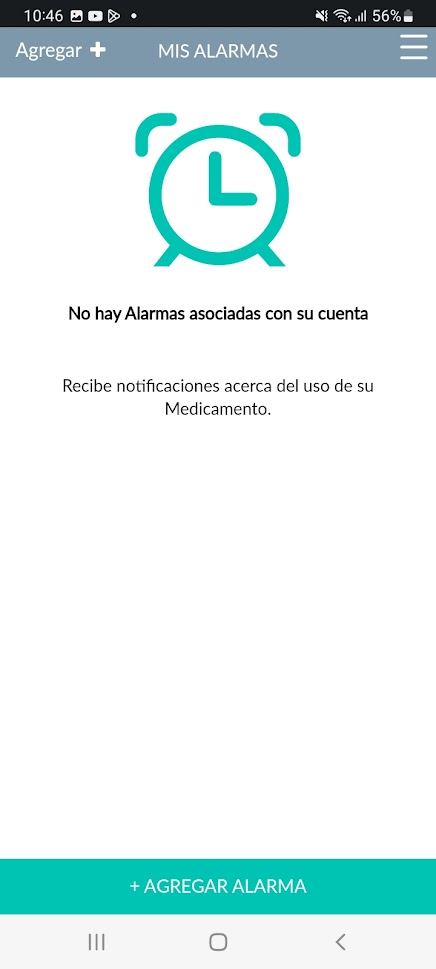 10:46 56%
Agregar + MIS ALARMAS
No hay Alarmas asociadas con su cuenta
Recibe notificaciones acerca del uso de su
Medicamento.
+ AGREGAR ALARMA